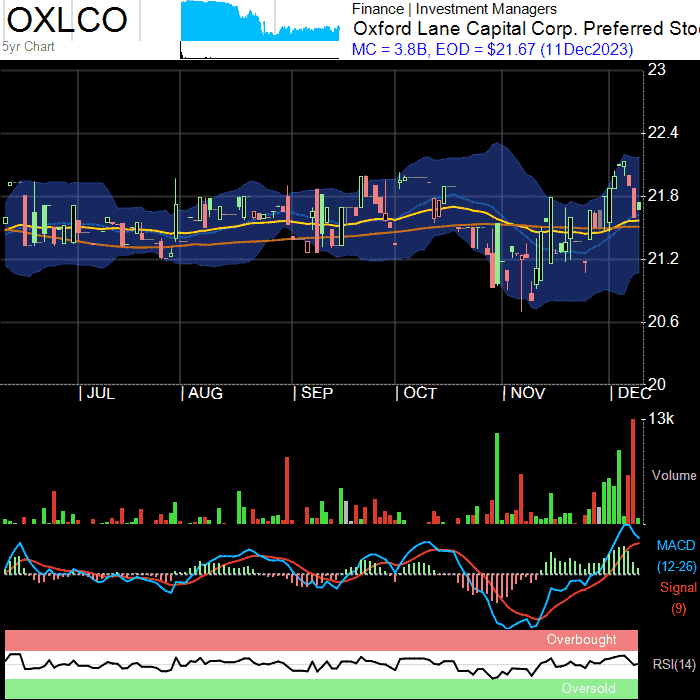 OXLCO
5yr Chart
Finance | Investment Managers
Oxford Lane Capital Corp. Preferred Sto
MC = 3.8B, EOD = $21.67 (11Dec2023)
23
22.4
21.8
21.2
20.6
20
JUL
AUG
SEP
OCT
NOV
DEC
13k
Volume
MACD
(12-26)
Signal
(9)
Overbought
RSI(14)
Oversold